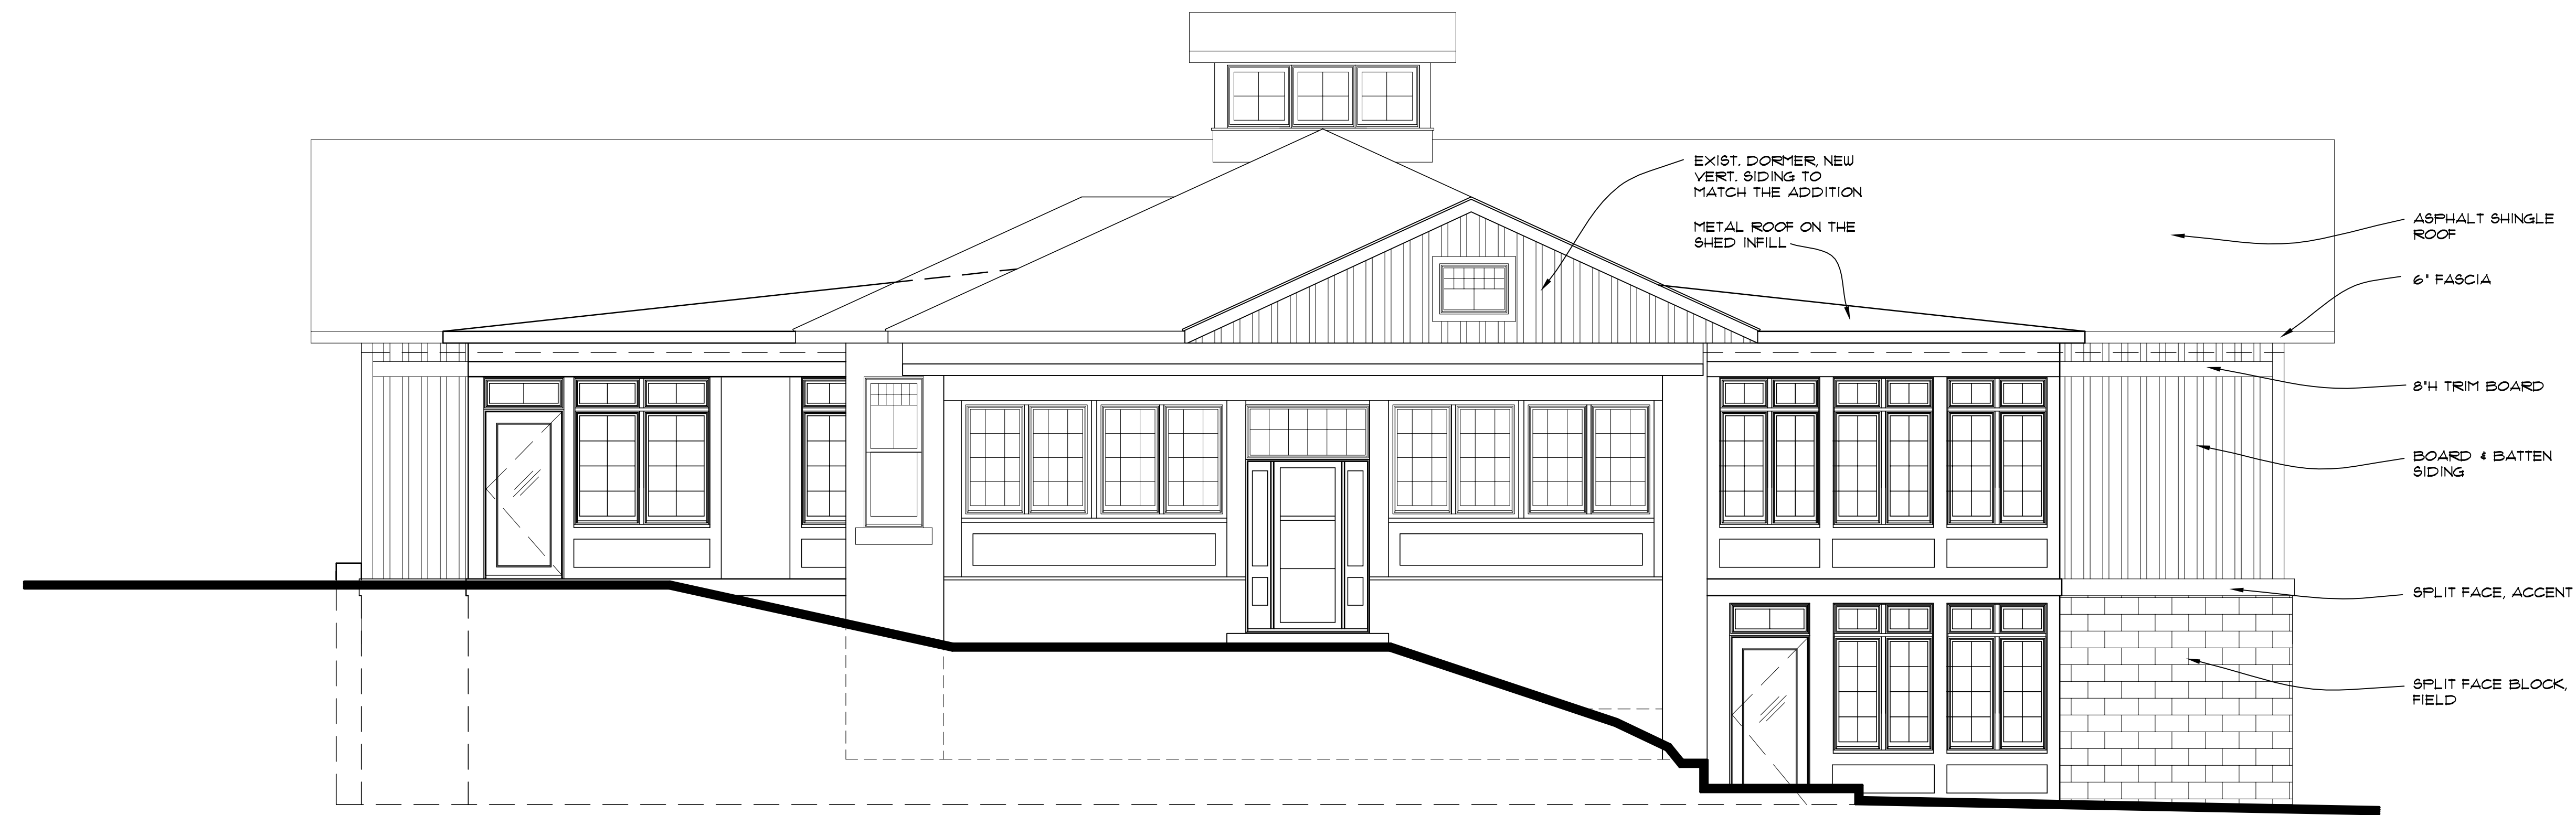 EXIST. DORMER, NEW
VERT. SIDING TO
MATCH THE ADDITION
METAL ROOF ON THE
SHED INFILL
ASPHALT SHINGLE
ROOF
6" FASCIA
8"H TRIM BOARD
BOARD & BATTEN
SIDING
SPLIT FACE, ACCENT
SPLIT FACE BLOCK,
FIELD